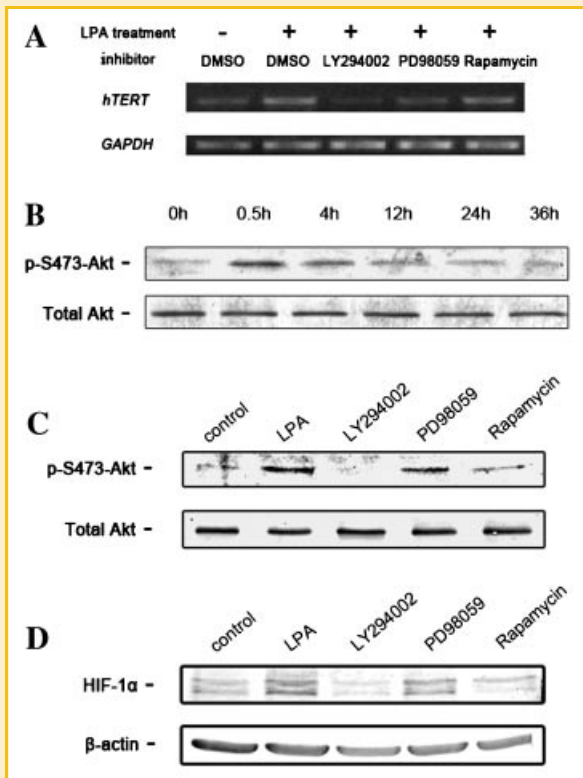 A
LPA treatment - + + + +
inhibitor DMSO DMSO LY294002 PD98059 Rapamycin
hTERT
GAPDH
B
0h 0.5h 4h 12h 24h 36h
p-S473-Akt -
Total Akt -
C
control LPA LY294002 PD98059 Rapamycin
p-S473-Akt -
Total Akt -
D
control LPA LY294002 PD98059 Rapamycin
HIF-1α -
β-actin -